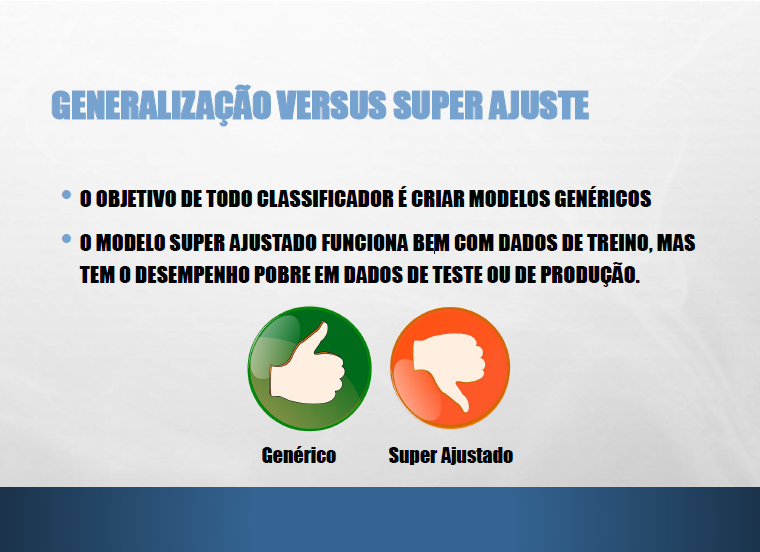 GENERALIZAÇÃO VERSUS SUPER AJUSTE
• O OBJETIVO DE TODO CLASSIFICADOR É CRIAR MODELOS GENÉRICOS
• O MODELO SUPER AJUSTADO FUNCIONA BEM COM DADOS DE TREINO, MAS
TEM O DESEMPENHO POBRE EM DADOS DE TESTE OU DE PRODUÇÃO.
Genérico Super Ajustado